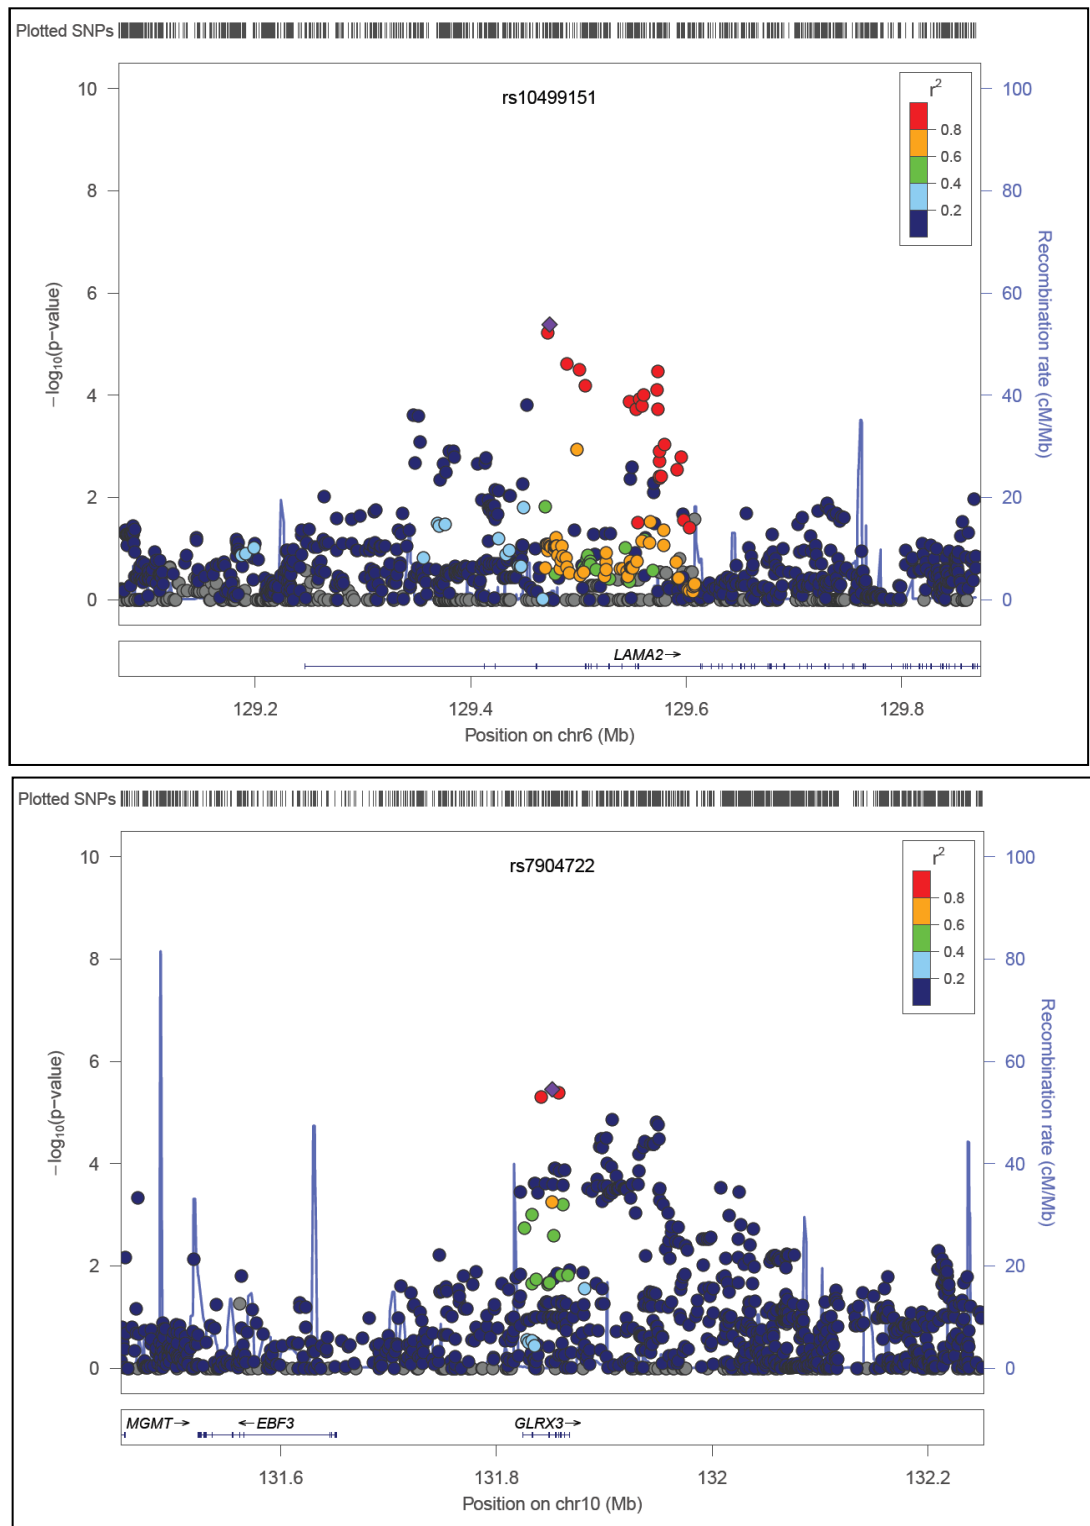 Plotted SNPs
rs10499151
r²
0.8
0.6
0.4
0.2
10
8
6
4
2
0
−log₁₀(p−value)
100
80
60
40
20
0
Recombination rate (cM/Mb)
LAMA2→
129.2 129.4 129.6 129.8
Position on chr6 (Mb)
Plotted SNPs
rs7904722
r²
0.8
0.6
0.4
0.2
10
8
6
4
2
0
−log₁₀(p−value)
100
80
60
40
20
0
Recombination rate (cM/Mb)
MGMT→ ←EBF3 GLRX3→
131.6 131.8 132 132.2
Position on chr10 (Mb)